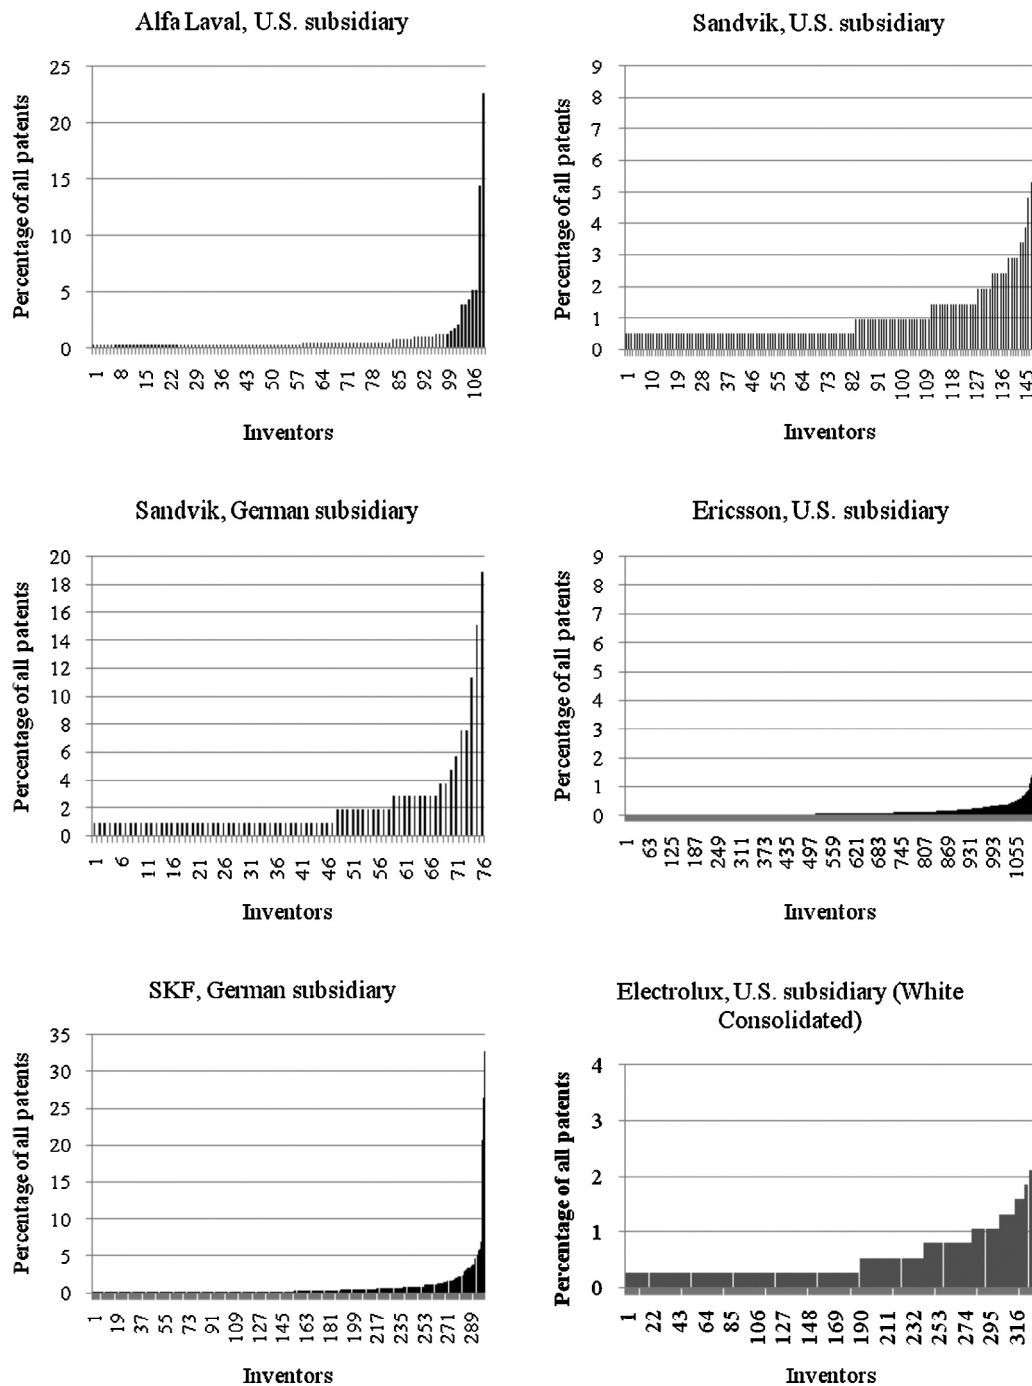 Alfa Laval, U.S. subsidiary
Percentage of all patents
25
20
15
10
5
0
1 8 15 22 29 36 43 50 57 64 71 78 85 92 99 106
Inventors
Sandvik, U.S. subsidiary
Percentage of all patents
9
8
7
6
5
4
3
2
1
0
1 10 19 28 37 46 55 64 73 82 91 100 109 118 127 136 145
Inventors
Sandvik, German subsidiary
Percentage of all patents
20
18
16
14
12
10
8
6
4
2
0
1 6 11 16 21 26 31 36 41 46 51 56 61 66 71 76
Inventors
Ericsson, U.S. subsidiary
Percentage of all patents
9
8
7
6
5
4
3
2
1
0
1 63 125 187 249 311 373 435 497 559 621 683 745 807 869 931 993 1055
Inventors
SKF, German subsidiary
Percentage of all patents
35
30
25
20
15
10
5
0
1 19 37 55 73 91 109 127 145 163 181 199 217 235 253 271 289
Inventors
Electrolux, U.S. subsidiary (White
Consolidated)
Percentage of all patents
4
3
2
1
0
1 22 43 64 85 106 127 148 169 190 211 232 253 274 295 316
Inventors